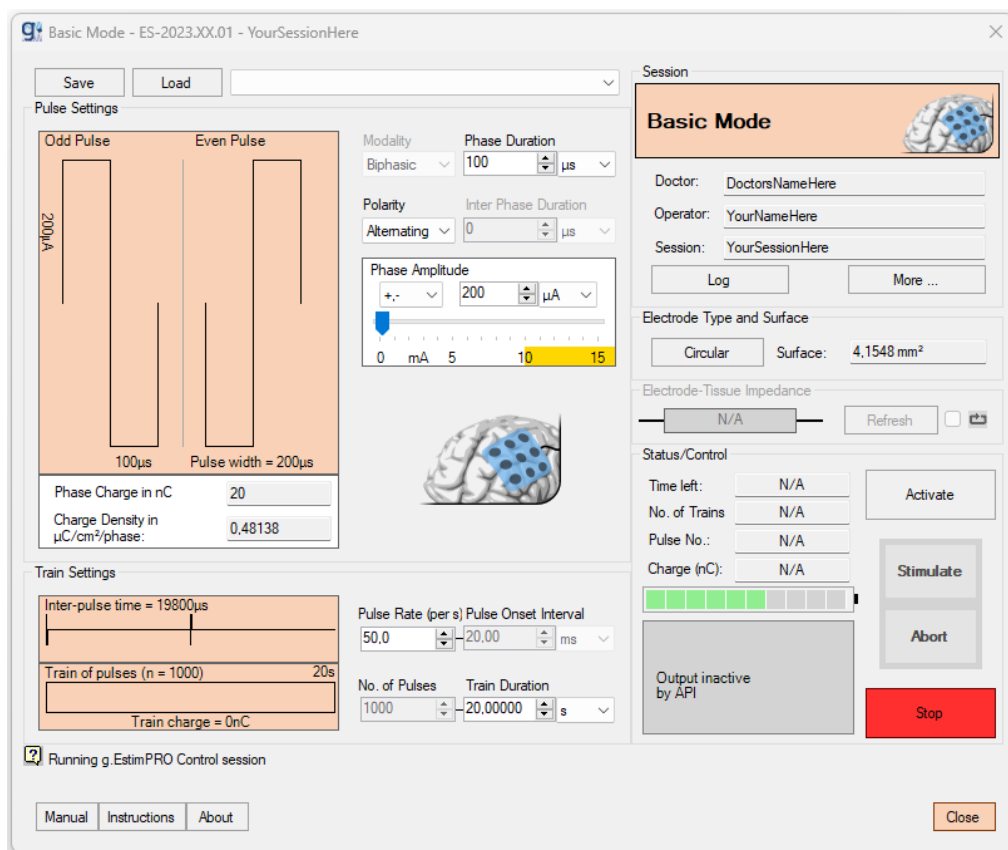 Basic Mode - ES-2023.XX.01 - YourSessionHere
Save Load
Pulse Settings
Odd Pulse Even Pulse
200µA
100µs Pulse width = 200µs
Phase Charge in nC 20
Charge Density in
µC/cm²/phase: 0,48138
Modality Phase Duration
Biphasic 100 µs
Polarity Inter Phase Duration
Alternating 0 µs
Phase Amplitude
+,- 200 µA
0 mA 5 10 15
Train Settings
Inter-pulse time = 19800µs
Train of pulses (n = 1000) 20s
Train charge = 0nC
Pulse Rate (per s) Pulse Onset Interval
50,0 20,00 ms
No. of Pulses Train Duration
1000 20,00000 s
Session
Basic Mode
Doctor: DoctorsNameHere
Operator: YourNameHere
Session: YourSessionHere
Log More ...
Electrode Type and Surface
Circular Surface: 4,1548 mm²
Electrode-Tissue Impedance
N/A Refresh
Status/Control
Time left: N/A
No. of Trains N/A
Pulse No.: N/A
Charge (nC): N/A
Activate
Stimulate
Abort
Output inactive
by API
Stop
Running g.EstimPRO Control session
Manual Instructions About Close